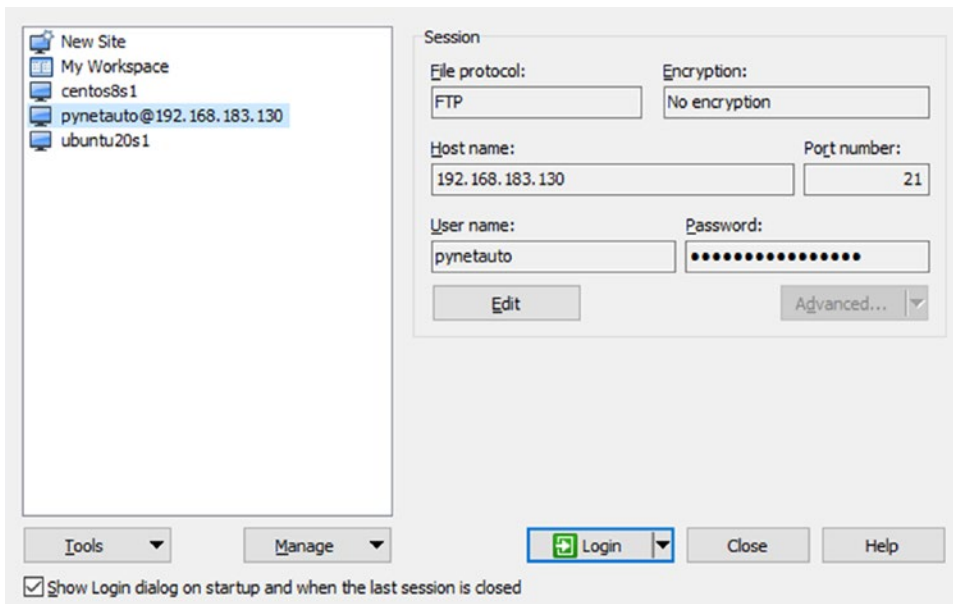 New Site
My Workspace
centos8s1
pynetauto@192.168.183.130
ubuntu20s1
Session
File protocol:
Encryption:
FTP
No encryption
Host name:
Port number:
192.168.183.130
21
User name:
Password:
pynetauto
••••••••••••••••
Edit
Advanced...
Tools
Manage
Login
Close
Help
Show Login dialog on startup and when the last session is closed